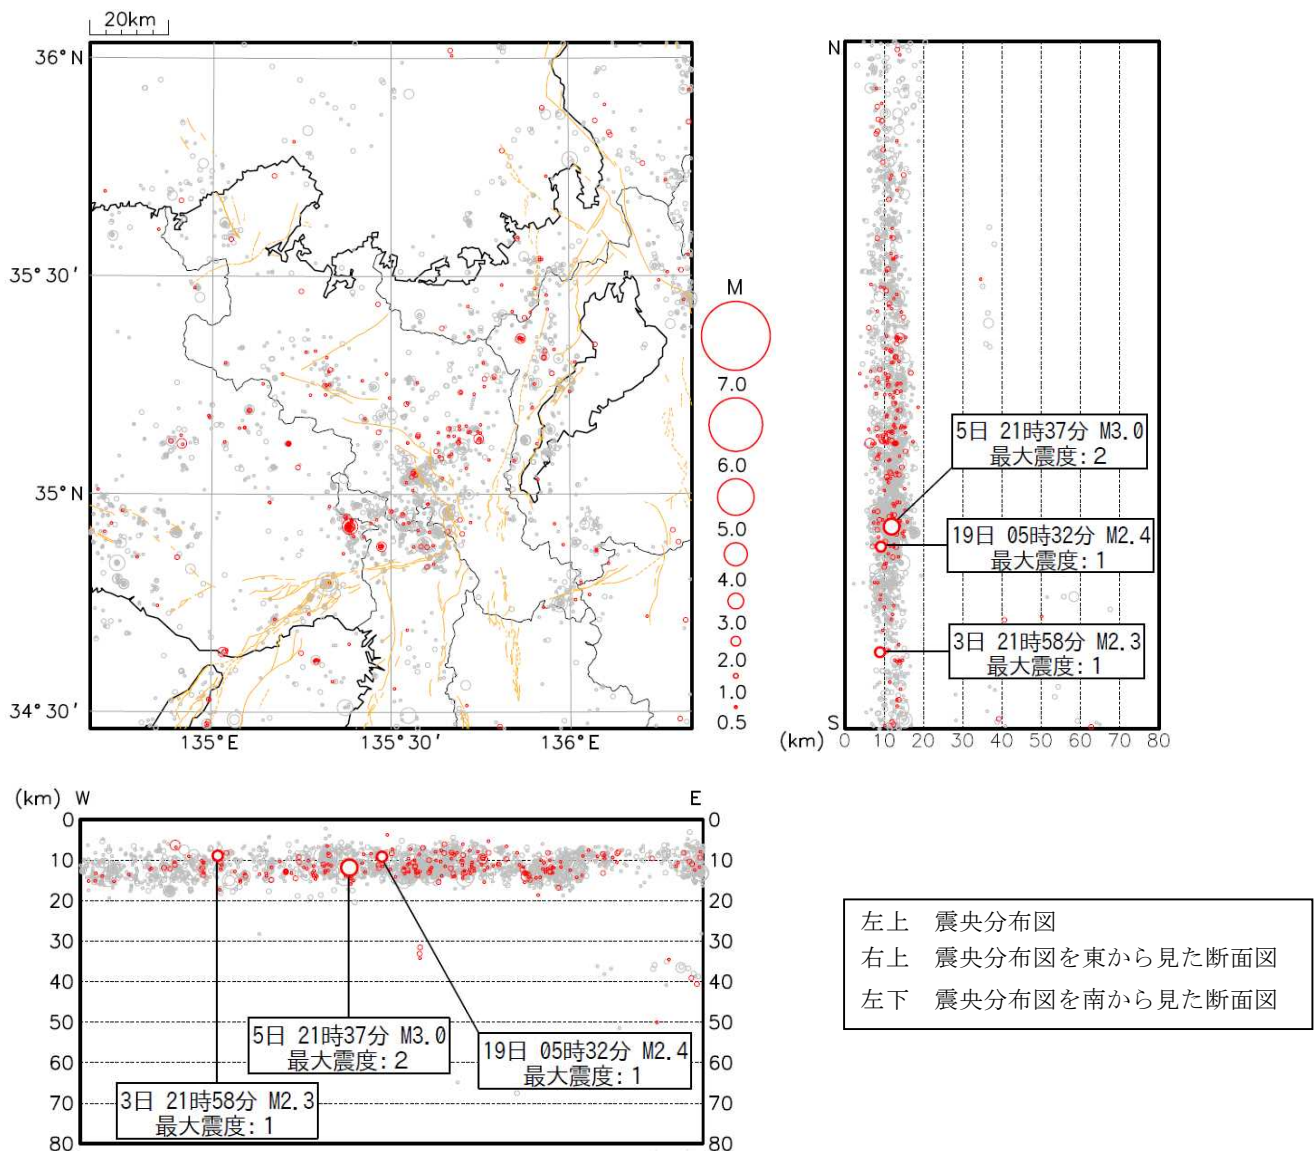 20km
36°N
35°30′
35°N
34°30′
135°E
135°30′
136°E
M
7.0
6.0
5.0
4.0
3.0
2.0
1.0
0.5
N
S
(km)
0 10 20 30 40 50 60 70 80
5日 21時37分 M3.0
最大震度:2
19日 05時32分 M2.4
最大震度:1
3日 21時58分 M2.3
最大震度:1
(km) W
E
0
10
20
30
40
50
60
70
80
0
10
20
30
40
50
60
70
80
5日 21時37分 M3.0
最大震度:2
19日 05時32分 M2.4
最大震度:1
3日 21時58分 M2.3
最大震度:1
左上 震央分布図
右上 震央分布図を東から見た断面図
左下 震央分布図を南から見た断面図